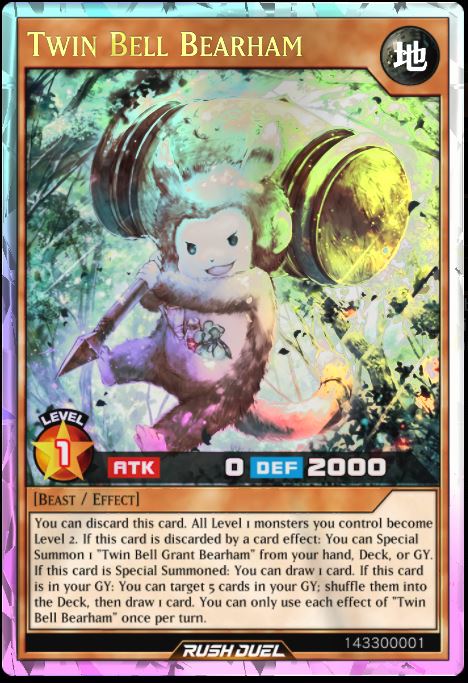 Twin Bell Bearham
地
LEVEL
1
ATK 0 DEF 2000
[Beast / Effect]
You can discard this card. All Level 1 monsters you control become
Level 2. If this card is discarded by a card effect: You can Special
Summon 1 "Twin Bell Grant Bearham" from your hand, Deck, or GY.
If this card is Special Summoned: You can draw 1 card. If this card
is in your GY: You can target 5 cards in your GY; shuffle them into
the Deck, then draw 1 card. You can only use each effect of "Twin
Bell Bearham" once per turn.
RUSH DUEL
143300001